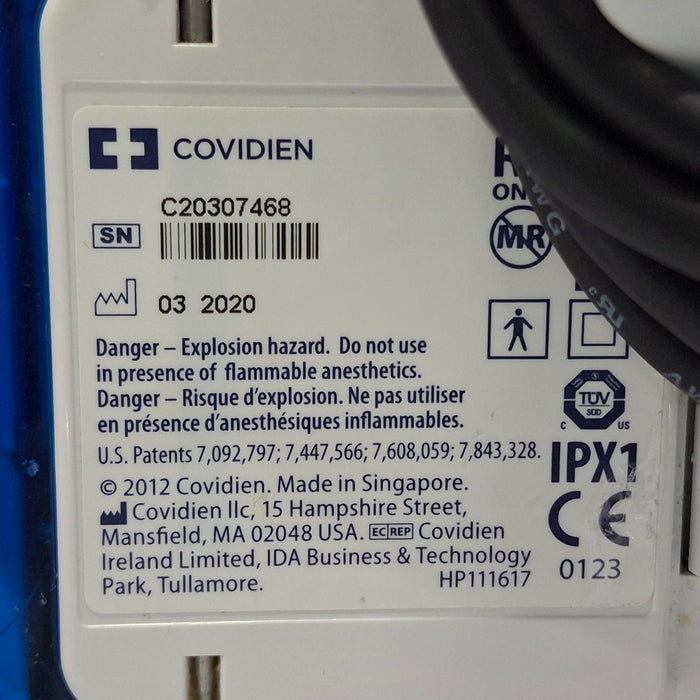 COVIDIEN
ON
C20307468
SN
MR
03 2020
Danger – Explosion hazard. Do not use
in presence of flammable anesthetics.
Danger – Risque d'explosion. Ne pas utiliser
en présence d'anesthésiques inflammables.
TÜV
SÜD
C US
U.S. Patents 7,092,797; 7,447,566; 7,608,059; 7,843,328.
IPX1
© 2012 Covidien. Made in Singapore.
Covidien llc, 15 Hampshire Street,
Mansfield, MA 02048 USA. EC REP Covidien
Ireland Limited, IDA Business & Technology
Park, Tullamore. HP111617
CE
0123